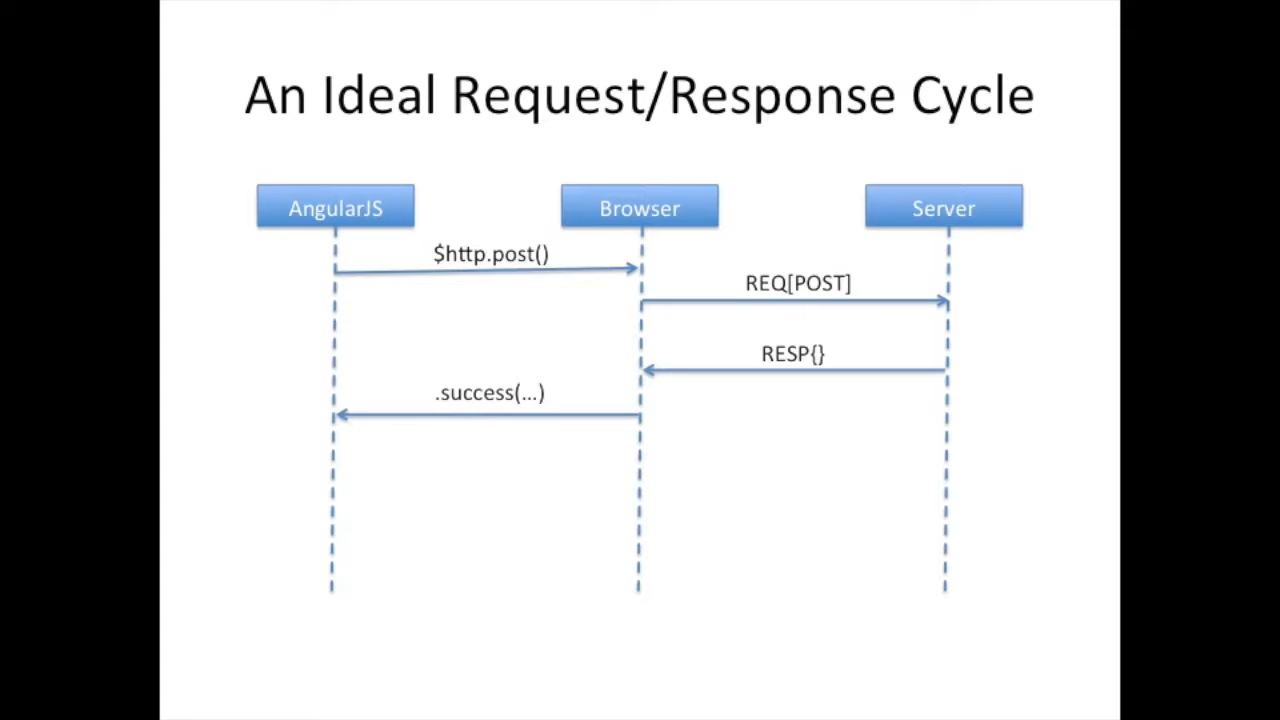 An Ideal Request/Response Cycle
AngularJS
Browser
Server
$http.post()
REQ[POST]
RESP{}
.success(...)